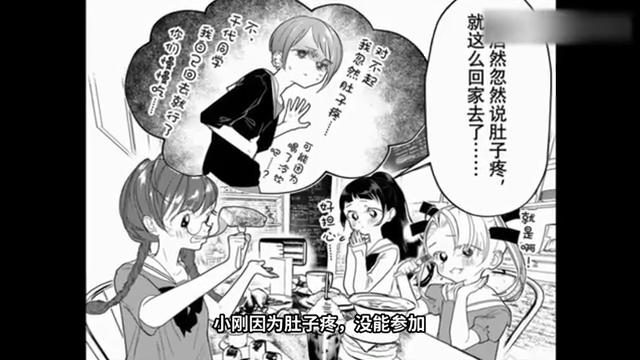 居然忽然说肚子疼，
就这么回家去了……
对不起
我忽然肚子疼……
可能因为
喝了冷饮
吧……？
不，
千代同学
我自己回去就行了
你们慢慢吃……
就是啊！
好担心
小刚因为肚子疼，没能参加